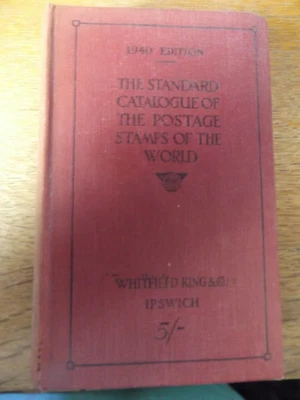 1940 EDITION
THE STANDARD
CATALOGUE OF
THE POSTAGE
STAMPS OF THE
WORLD
WHITFIELD KING & Co.
IPSWICH
5/-